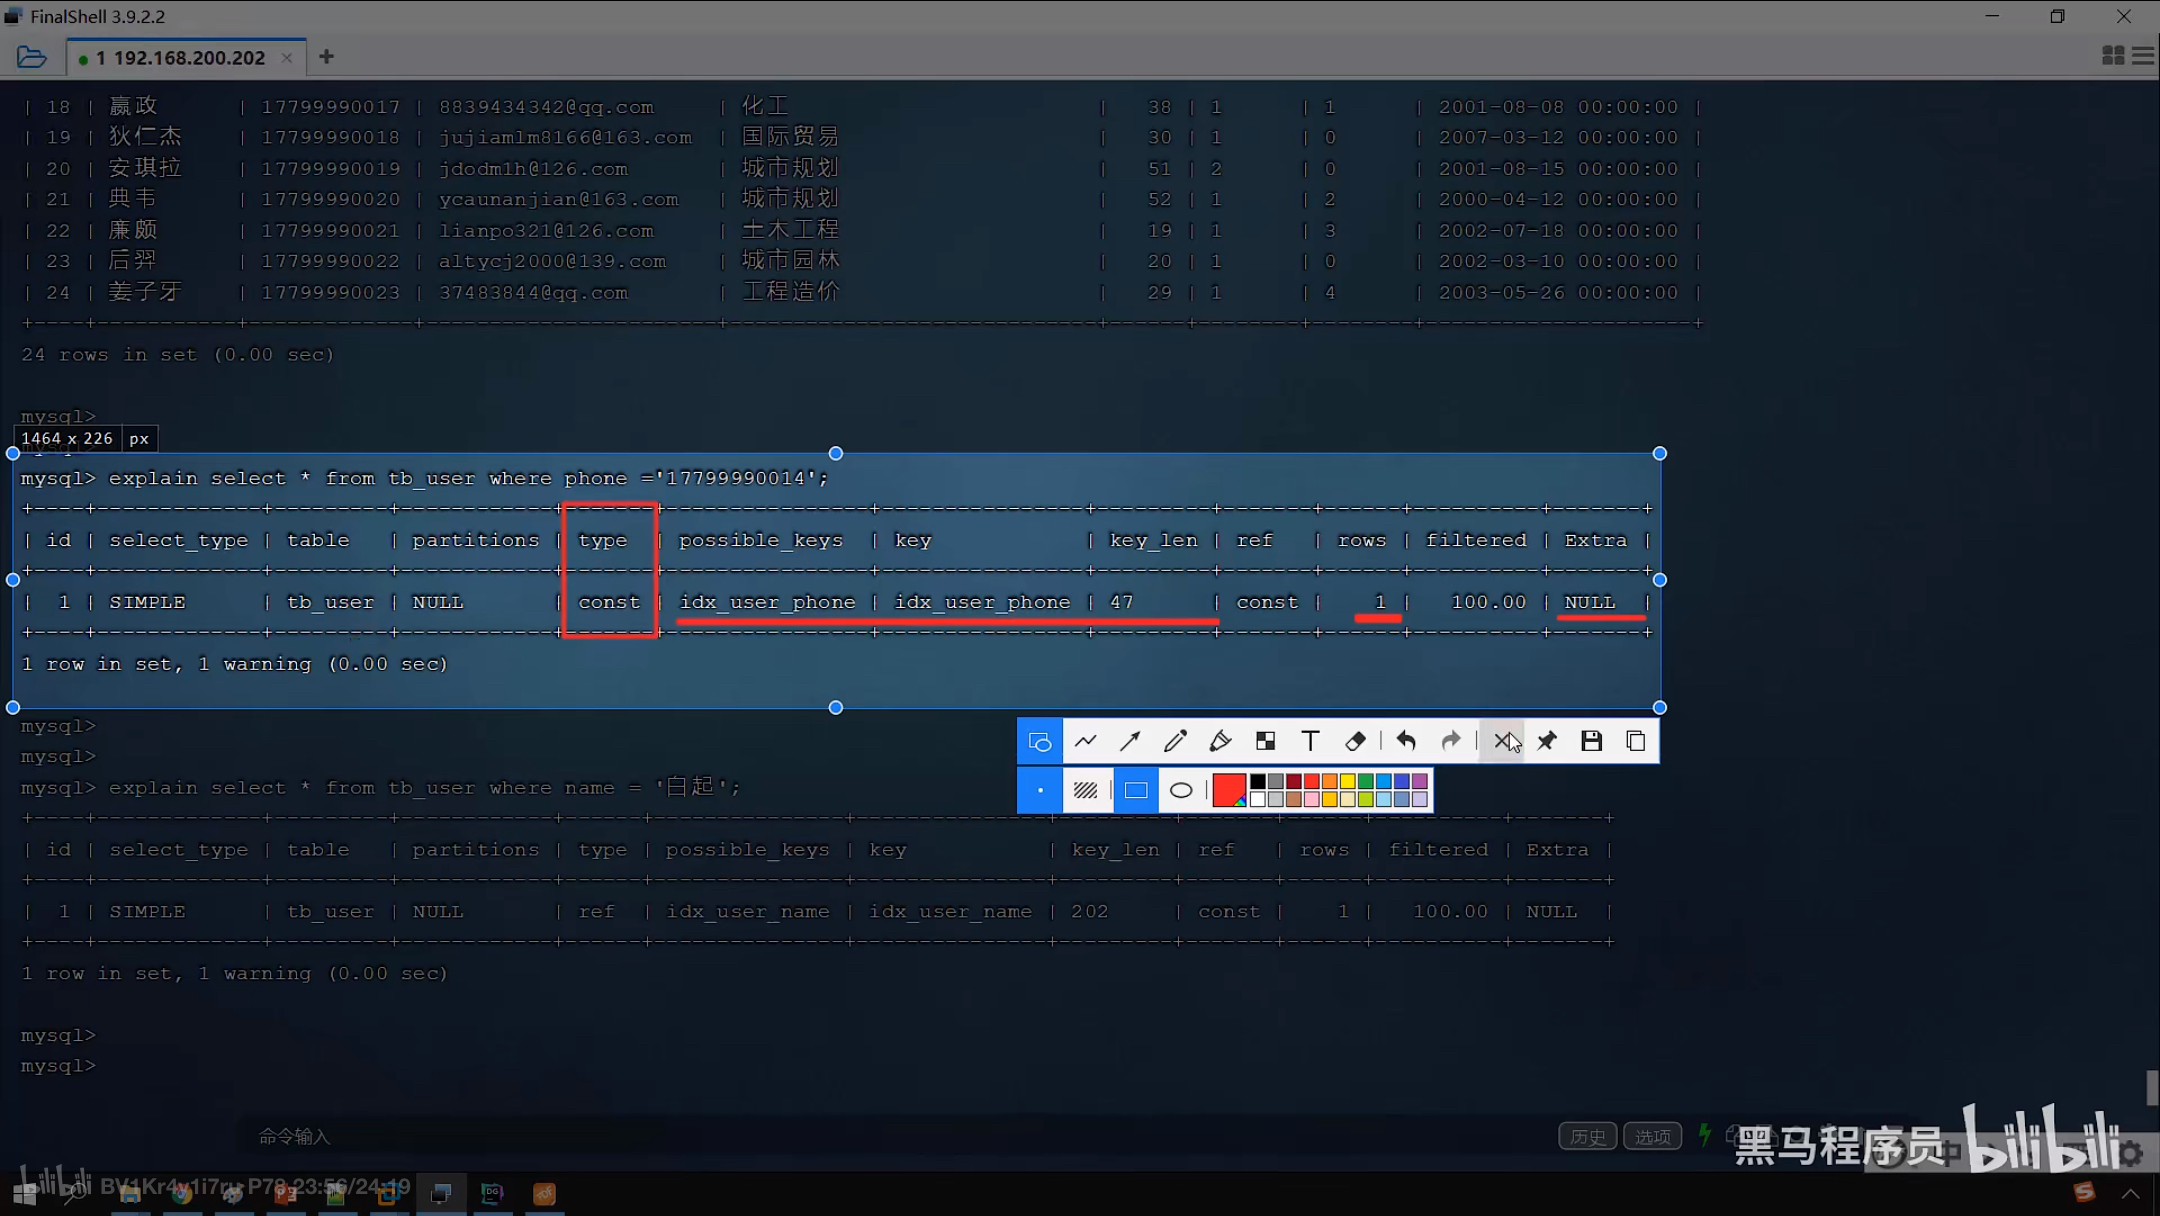 FinalShell 3.9.2.2
1 192.168.200.202
| 18 | 嬴政 | 17799990017 | 8839434342@qq.com | 化工 | 38 | 1 | 1 | 2001-08-08 00:00:00 |
| 19 | 狄仁杰 | 17799990018 | jujiamlm8166@163.com | 国际贸易 | 30 | 1 | 0 | 2007-03-12 00:00:00 |
| 20 | 安琪拉 | 17799990019 | jdodm1h@126.com | 城市规划 | 51 | 2 | 0 | 2001-08-15 00:00:00 |
| 21 | 典韦 | 17799990020 | ycaunanjian@163.com | 城市规划 | 52 | 1 | 2 | 2000-04-12 00:00:00 |
| 22 | 廉颇 | 17799990021 | lianpo321@126.com | 土木工程 | 19 | 1 | 3 | 2002-07-18 00:00:00 |
| 23 | 后羿 | 17799990022 | altycj2000@139.com | 城市园林 | 20 | 1 | 0 | 2002-03-10 00:00:00 |
| 24 | 姜子牙 | 17799990023 | 37483844@qq.com | 工程造价 | 29 | 1 | 4 | 2003-05-26 00:00:00 |
24 rows in set (0.00 sec)
mysql>
1464 x 226 px
mysql> explain select * from tb_user where phone ='17799990014';
| id | select_type | table | partitions | type | possible_keys | key | key_len | ref | rows | filtered | Extra |
| 1 | SIMPLE | tb_user | NULL | const | idx_user_phone | idx_user_phone | 47 | const | 1 | 100.00 | NULL |
1 row in set, 1 warning (0.00 sec)
mysql>
mysql>
mysql> explain select * from tb_user where name = '白起';
| id | select_type | table | partitions | type | possible_keys | key | key_len | ref | rows | filtered | Extra |
| 1 | SIMPLE | tb_user | NULL | ref | idx_user_name | idx_user_name | 202 | const | 1 | 100.00 | NULL |
1 row in set, 1 warning (0.00 sec)
mysql>
mysql>
命令输入
历史 选项
黑马程序员 bilibili
bilibili BV1Kr4y1i7ru P78 23:56/24:19